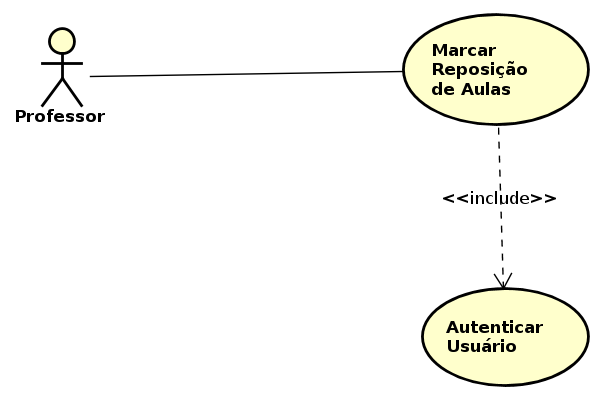 Marcar
Reposição
de Aulas
Professor
<<include>>
Autenticar
Usuário